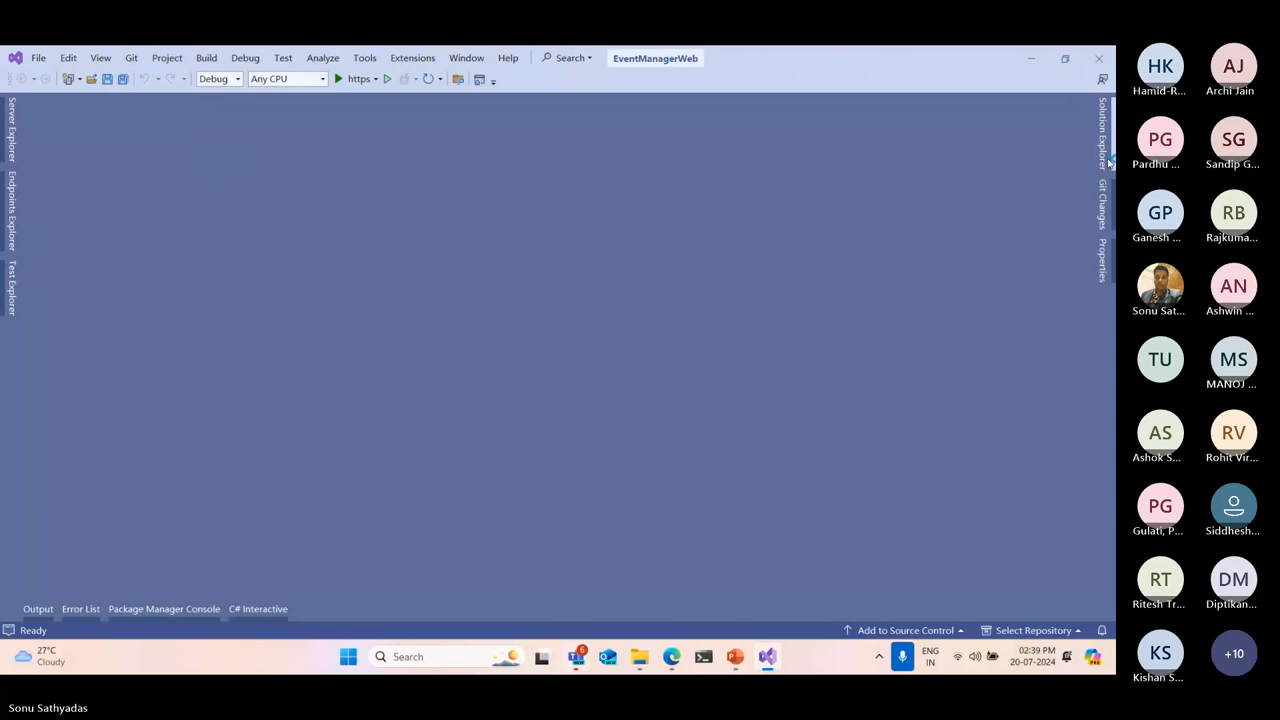 File Edit View Git Project Build Debug Test Analyze Tools Extensions Window Help Search EventManagerWeb
Debug Any CPU https
Server Explorer
Endpoints Explorer
Test Explorer
Solution Explorer
Git Changes
Properties
Output Error List Package Manager Console C# Interactive
Ready Add to Source Control Select Repository
27°C
Cloudy
Search
6
ENG
IN
02:39 PM
20-07-2024
HK AJ
Hamid-R... Archi Jain
PG SG
Pardhu ... Sandip G...
GP RB
Ganesh ... Rajkuma...
AN
Sonu Sat... Ashwin ...
TU MS
MANOJ ...
AS RV
Ashok S... Rohit Vir...
PG
Gulati, P... Siddhesh...
RT DM
Ritesh Tr... Diptikan...
KS +10
Kishan S...
Sonu Sathyadas